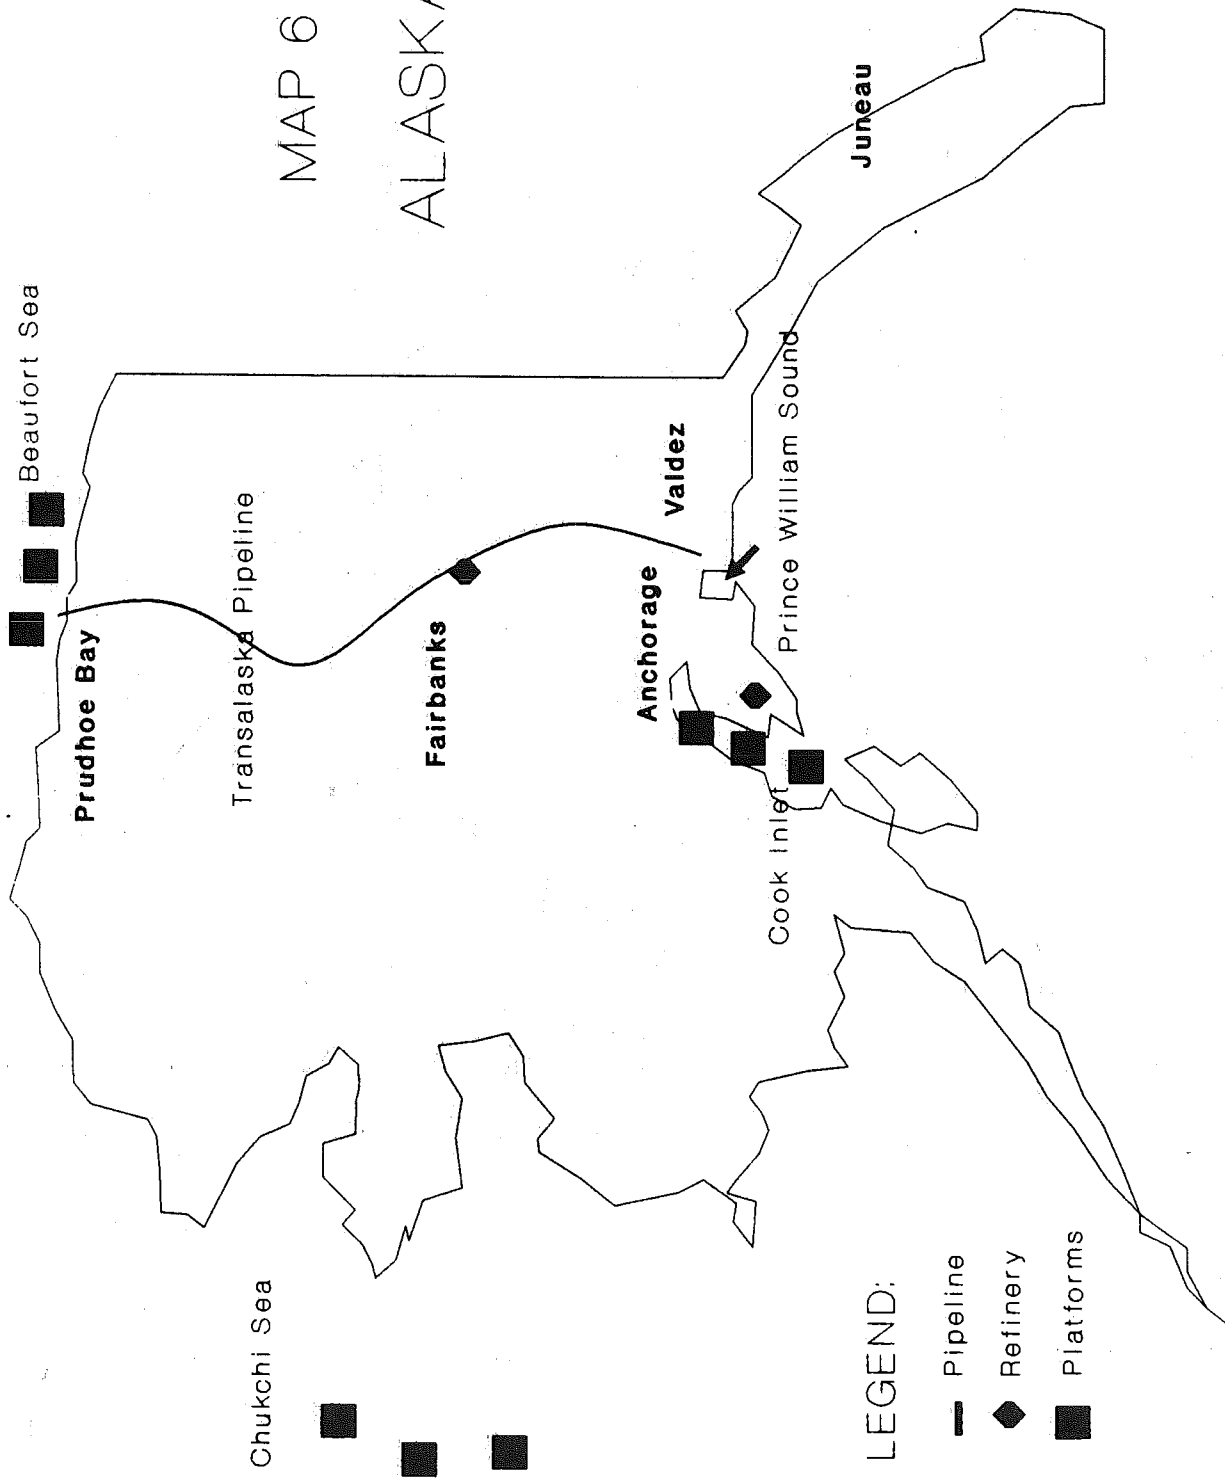 MAP 6
ALASKA
Beaufort Sea
Prudhoe Bay
Transalaska Pipeline
Chukchi Sea
Fairbanks
Valdez
Anchorage
Prince William Sound
Cook Inlet
Juneau
LEGEND:
Pipeline
Refinery
Platforms